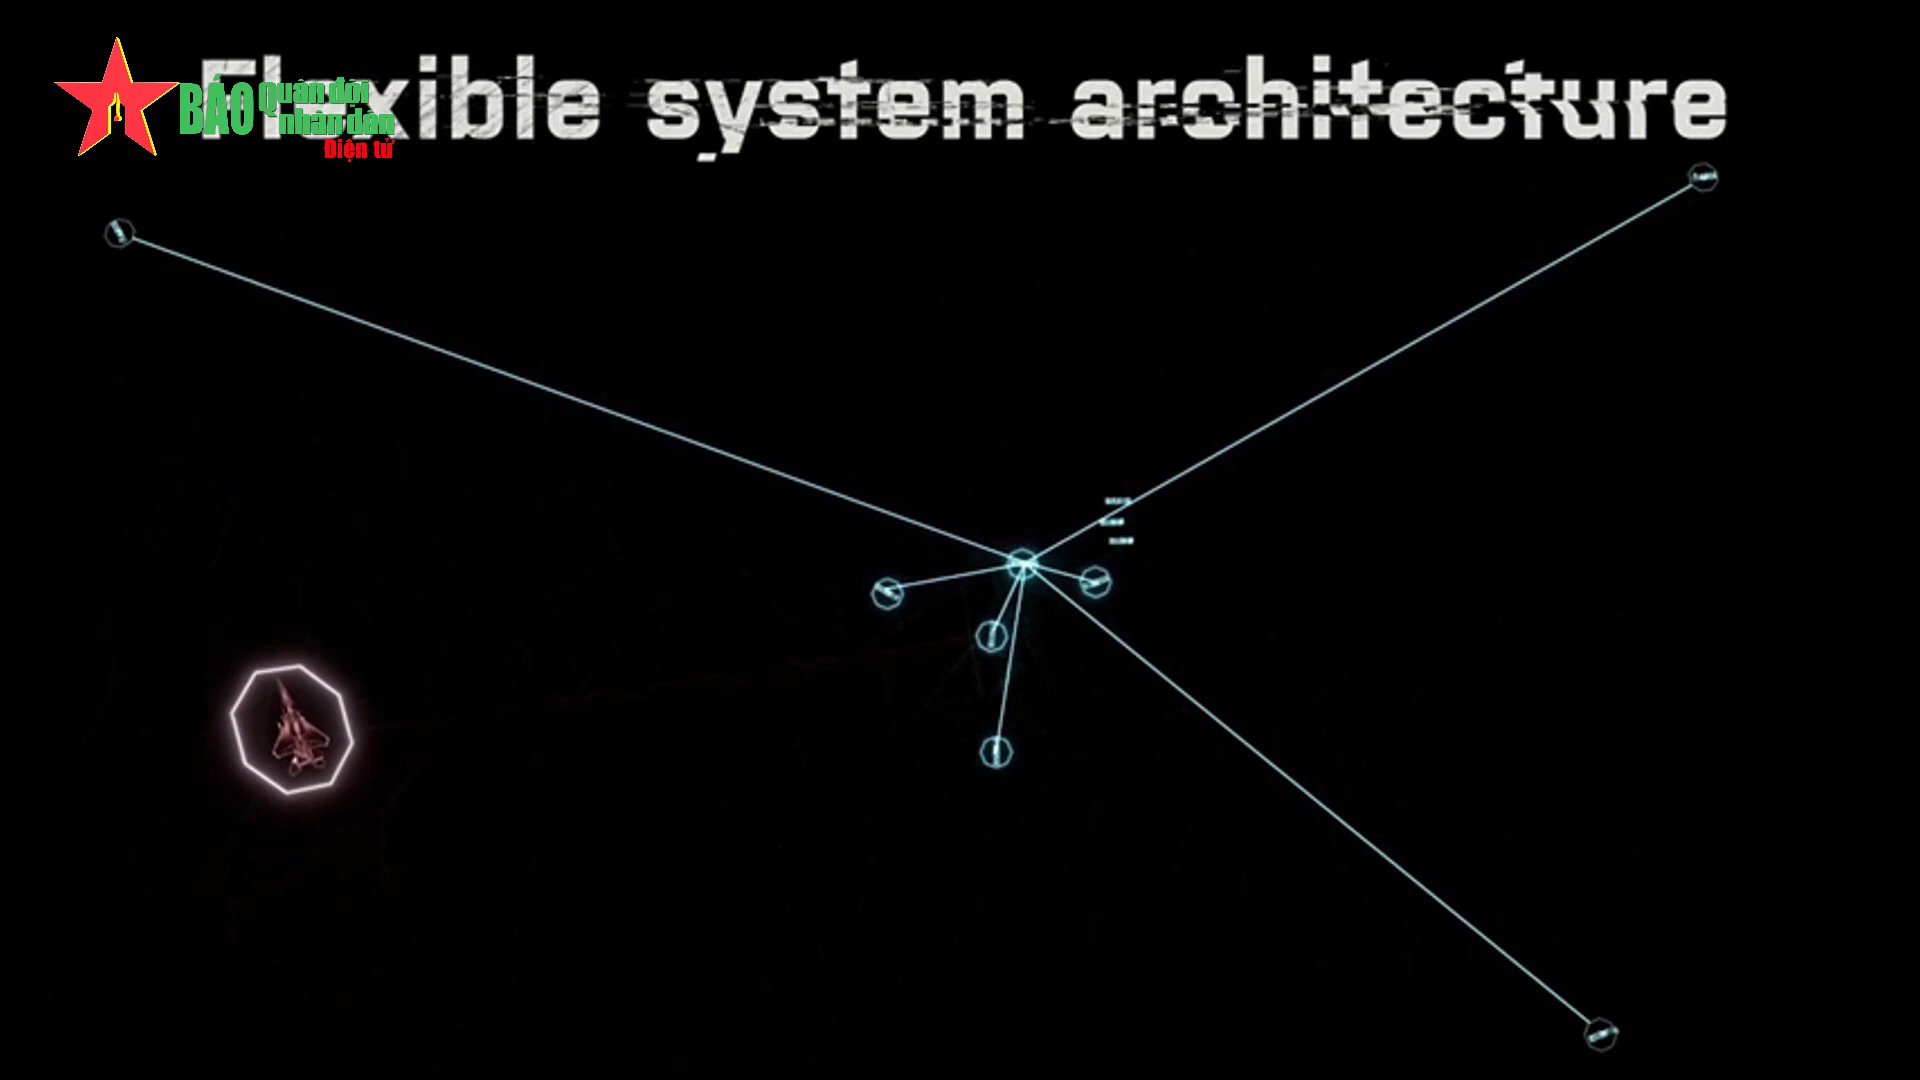 Flexible system architecture
BÁO Quân đội
nhân dân
Điện tử